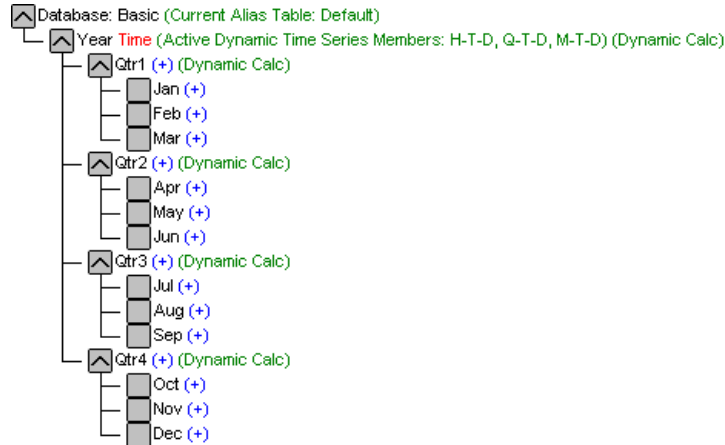 Database: Basic (Current Alias Table: Default)
Year Time (Active Dynamic Time Series Members: H-T-D, Q-T-D, M-T-D) (Dynamic Calc)
Qtr1 (+) (Dynamic Calc)
Jan (+)
Feb (+)
Mar (+)
Qtr2 (+) (Dynamic Calc)
Apr (+)
May (+)
Jun (+)
Qtr3 (+) (Dynamic Calc)
Jul (+)
Aug (+)
Sep (+)
Qtr4 (+) (Dynamic Calc)
Oct (+)
Nov (+)
Dec (+)